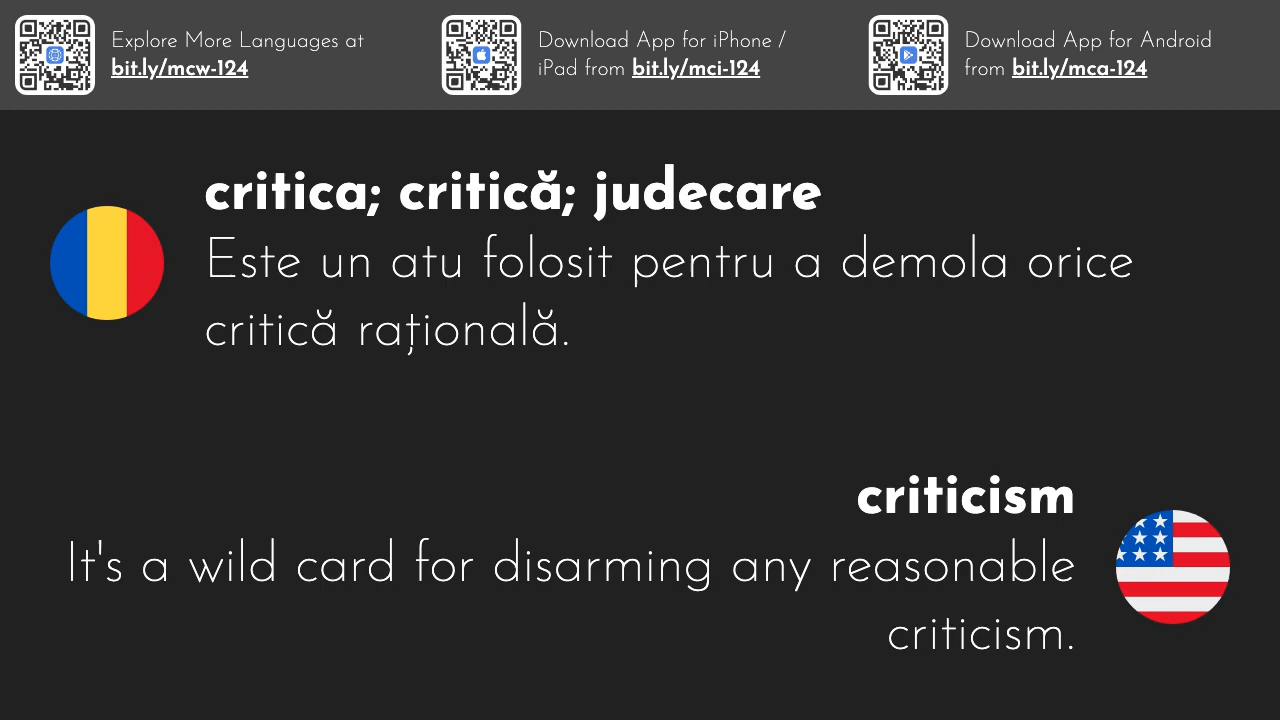 Explore More Languages at
bit.ly/mcw-124
Download App for iPhone /
iPad from bit.ly/mci-124
Download App for Android
from bit.ly/mca-124
critica; critică; judecare
Este un atu folosit pentru a demola orice
critică rațională.
criticism
It's a wild card for disarming any reasonable
criticism.